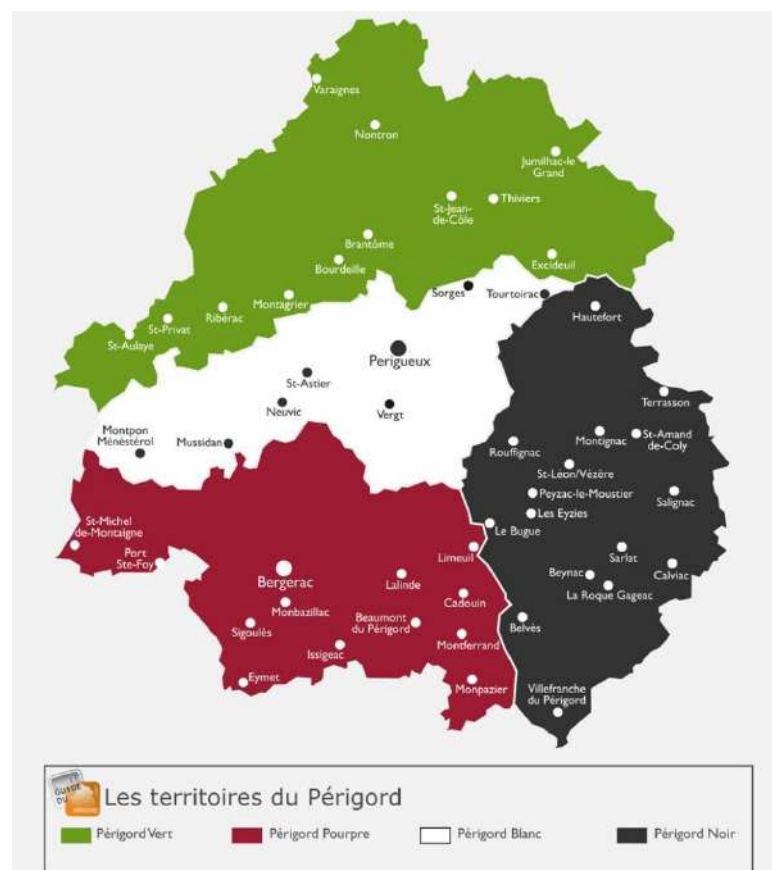 Varaignes
Nontron
Jumilhac-le
Grand
St-Jean-
de-Côle
Thiviers
Brantôme
Bourdeille
Excideuil
Sorges
Tourtoirac
Montagrier
Ribérac
St-Privat
St-Aulaye
Hautefort
Perigueux
St-Astier
Neuvic
Vergt
Terrasson
Montpon
Ménéstérol
Mussidan
Rouffignac
Montignac
St-Amand
de-Coly
St-Léon/Vézère
Peyzac-le-Moustier
Salignac
Les Eyzies
Le Bugue
St-Michel
de-Montaigne
Port
Ste-Foy
Limeuil
Sarlat
Beynac
Calviac
La Roque Gageac
Bergerac
Lalinde
Cadouin
Monbazillac
Sigoulès
Beaumont
du Périgord
Belvès
Montferrand
Issigeac
Eymet
Monpazier
Villefranche
du Périgord
GUIDE
DU
Les territoires du Périgord
Périgord Vert
Périgord Pourpre
Périgord Blanc
Périgord Noir